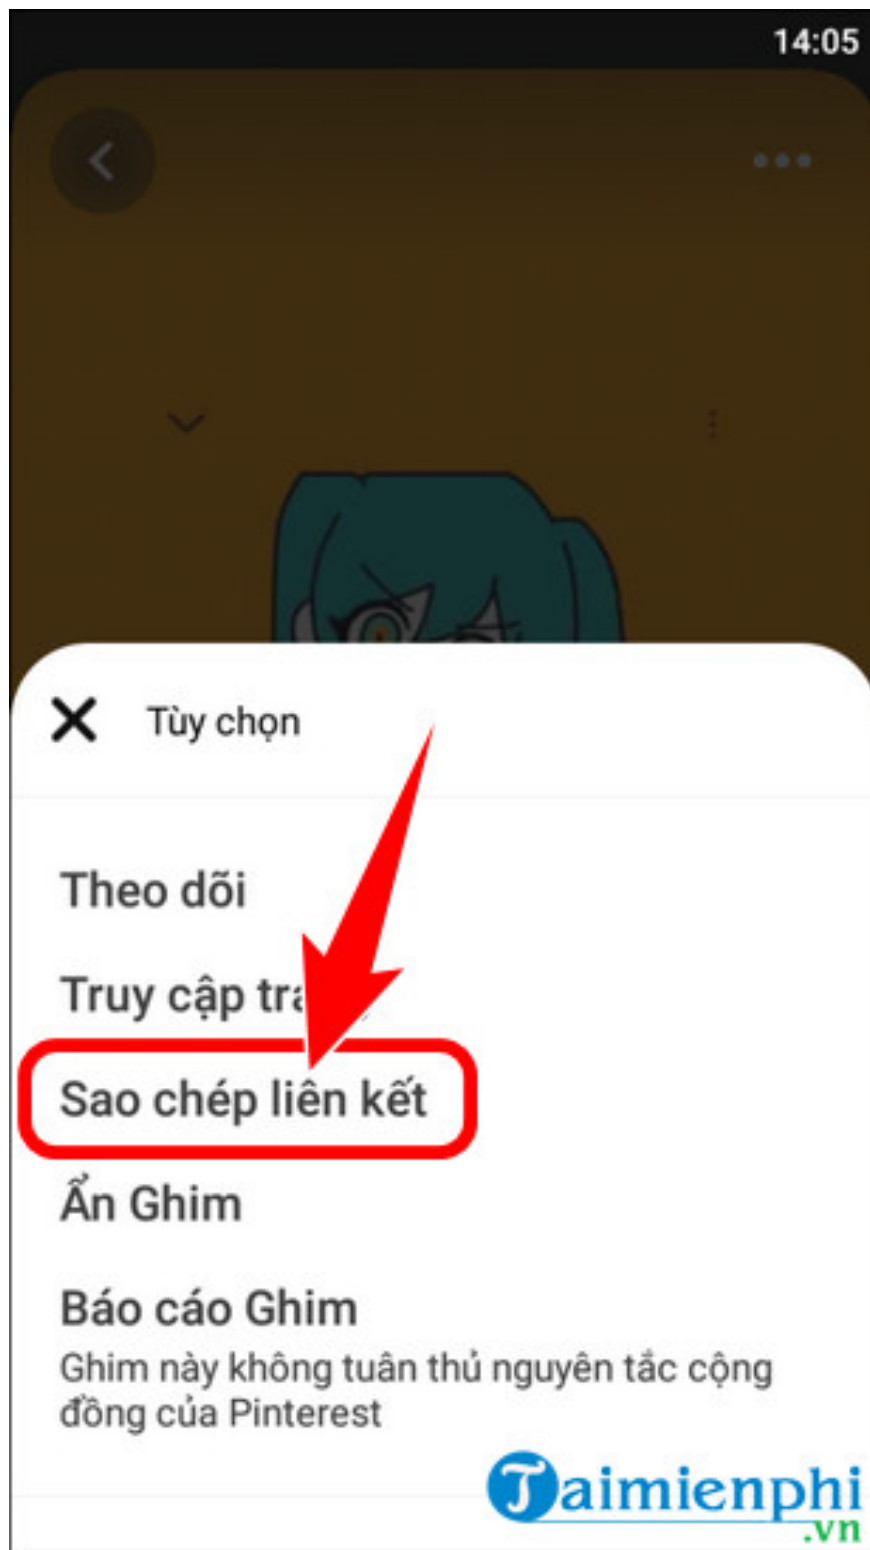 14:05
Tùy chọn
Theo dõi
Truy cập
Sao chép liên kết
Ẩn Ghim
Báo cáo Ghim
Ghim này không tuân thủ nguyên tắc cộng
đồng của Pinterest
Taimienphi
.vn